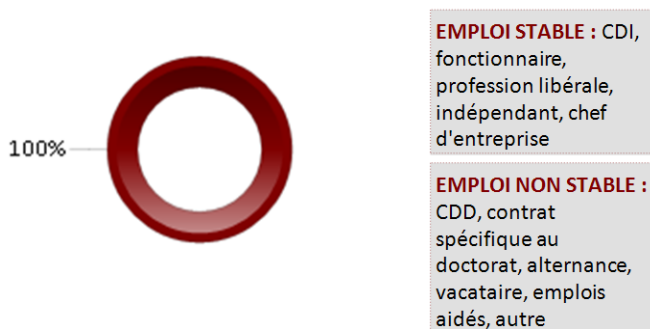 100%
EMPLOI STABLE : CDI,
fonctionnaire,
profession libérale,
indépendant, chef
d'entreprise
EMPLOI NON STABLE :
CDD, contrat
spécifique au
doctorat, alternance,
vacataire, emplois
aidés, autre